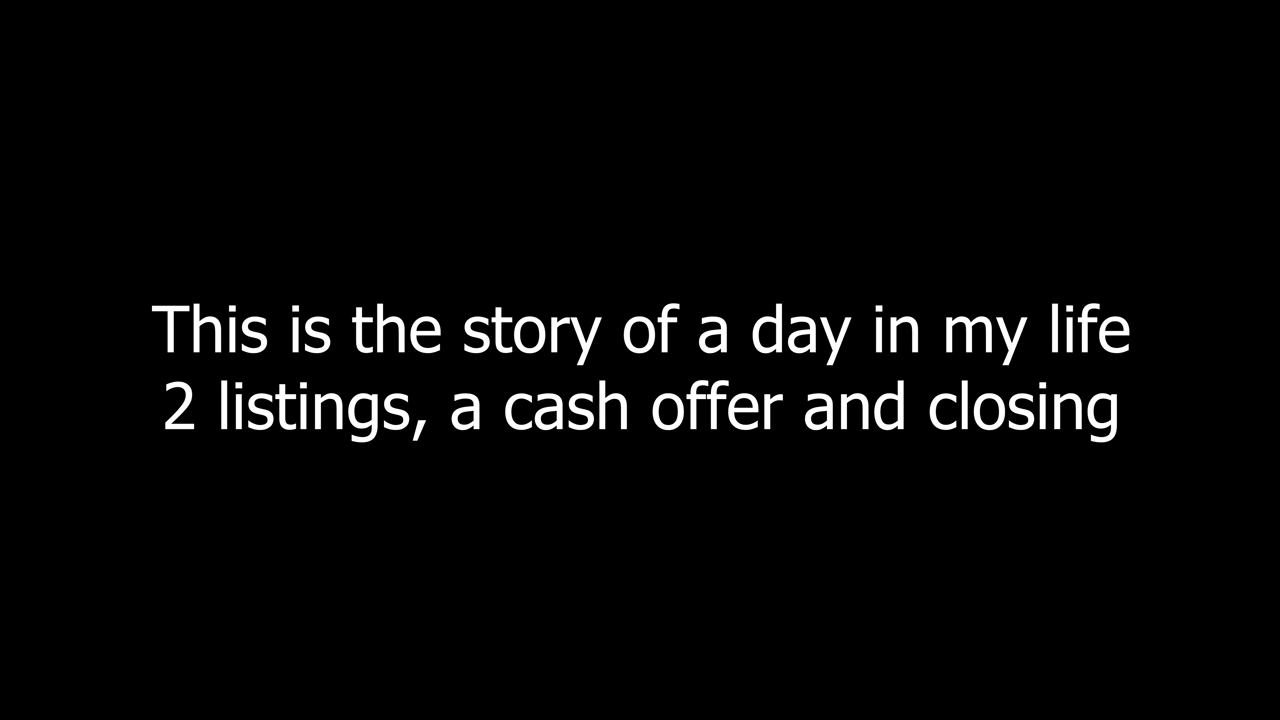 This is the story of a day in my life
2 listings, a cash offer and closing